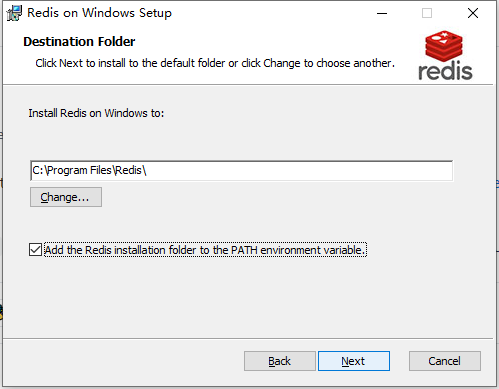 Redis on Windows Setup
Destination Folder
Click Next to install to the default folder or click Change to choose another.
redis
Install Redis on Windows to:
C:\Program Files\Redis\
Change...
Add the Redis installation folder to the PATH environment variable.
Back
Next
Cancel